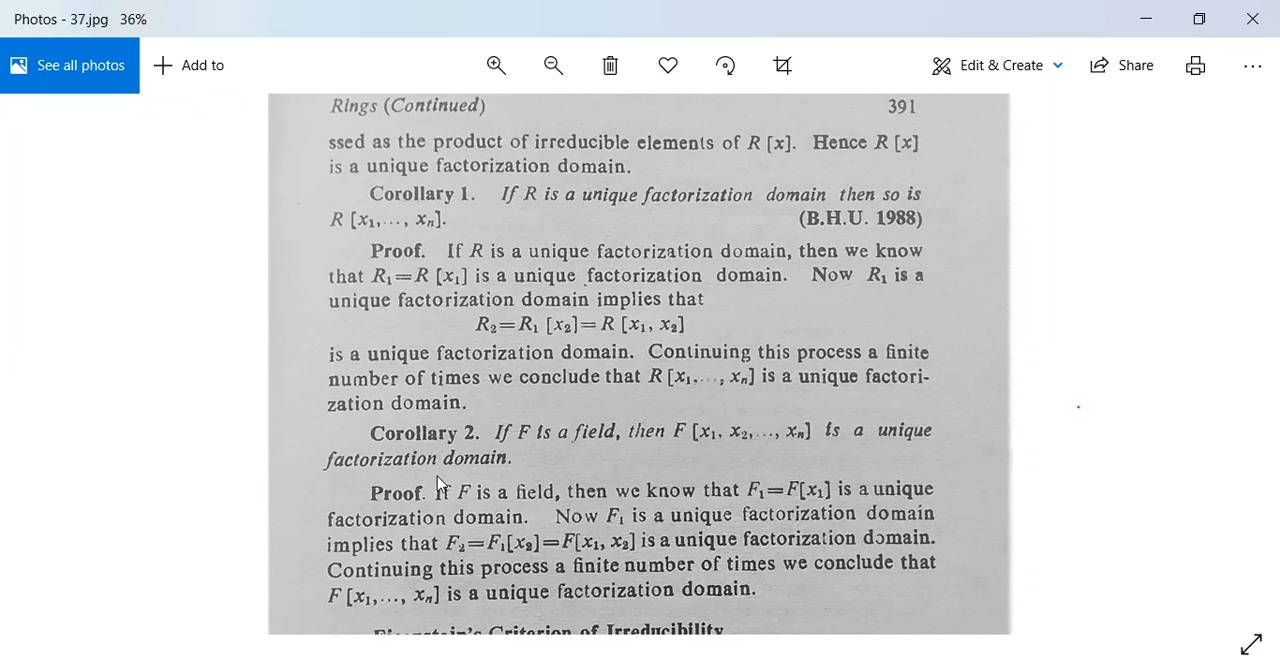 Photos - 37.jpg 36%
See all photos
Add to
Edit & Create
Share
Rings (Continued) 391
ssed as the product of irreducible elements of R [x]. Hence R [x]
is a unique factorization domain.
Corollary 1. If R is a unique factorization domain then so is
R [x₁,..., xₙ]. (B.H.U. 1988)
Proof. If R is a unique factorization domain, then we know
that R₁=R [x₁] is a unique factorization domain. Now R₁ is a
unique factorization domain implies that
R₂=R₁ [x₂]=R [x₁, x₂]
is a unique factorization domain. Continuing this process a finite
number of times we conclude that R [x₁,..., xₙ] is a unique factori-
zation domain.
Corollary 2. If F is a field, then F [x₁, x₂,..., xₙ] is a unique
factorization domain.
Proof. If F is a field, then we know that F₁=F[x₁] is a unique
factorization domain. Now F₁ is a unique factorization domain
implies that F₂=F₁[x₂]=F[x₁, x₂] is a unique factorization domain.
Continuing this process a finite number of times we conclude that
F [x₁,..., xₙ] is a unique factorization domain.
Eisenstein's Criterion of Irreducibility